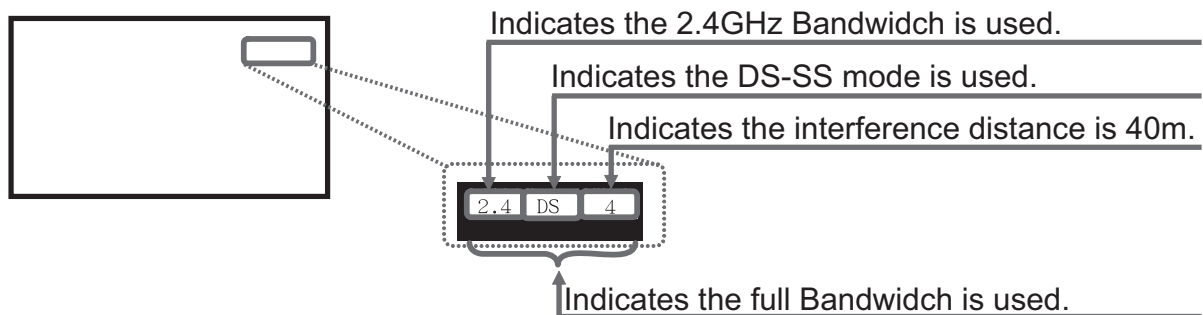 Indicates the 2.4GHz Bandwidch is used.
Indicates the DS-SS mode is used.
Indicates the interference distance is 40m.
2.4 DS 4
Indicates the full Bandwidch is used.